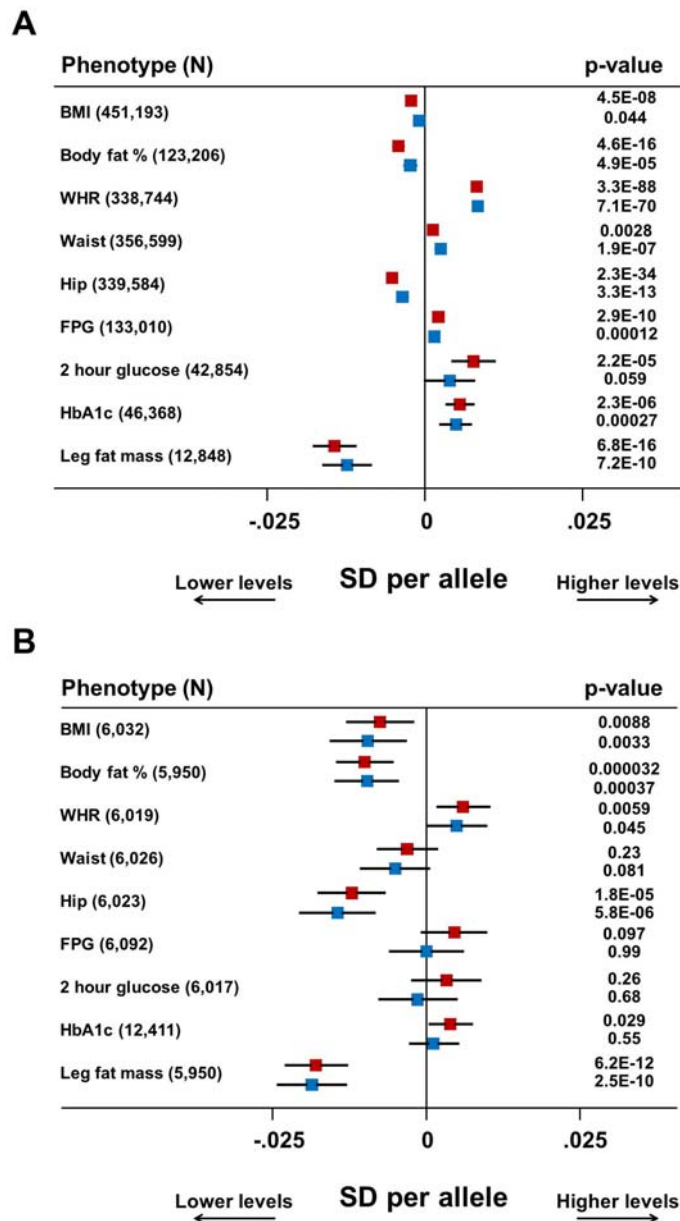 A
Phenotype (N) p-value
BMI (451,193) 4.5E-08
0.044
Body fat % (123,206) 4.6E-16
4.9E-05
WHR (338,744) 3.3E-88
7.1E-70
Waist (356,599) 0.0028
1.9E-07
Hip (339,584) 2.3E-34
3.3E-13
FPG (133,010) 2.9E-10
0.00012
2 hour glucose (42,854) 2.2E-05
0.059
HbA1c (46,368) 2.3E-06
0.00027
Leg fat mass (12,848) 6.8E-16
7.2E-10
-.025 0 .025
Lower levels SD per allele Higher levels
B
Phenotype (N) p-value
BMI (6,032) 0.0088
0.0033
Body fat % (5,950) 0.000032
0.00037
WHR (6,019) 0.0059
0.045
Waist (6,026) 0.23
0.081
Hip (6,023) 1.8E-05
5.8E-06
FPG (6,092) 0.097
0.99
2 hour glucose (6,017) 0.26
0.68
HbA1c (12,411) 0.029
0.55
Leg fat mass (5,950) 6.2E-12
2.5E-10
-.025 0 .025
Lower levels SD per allele Higher levels